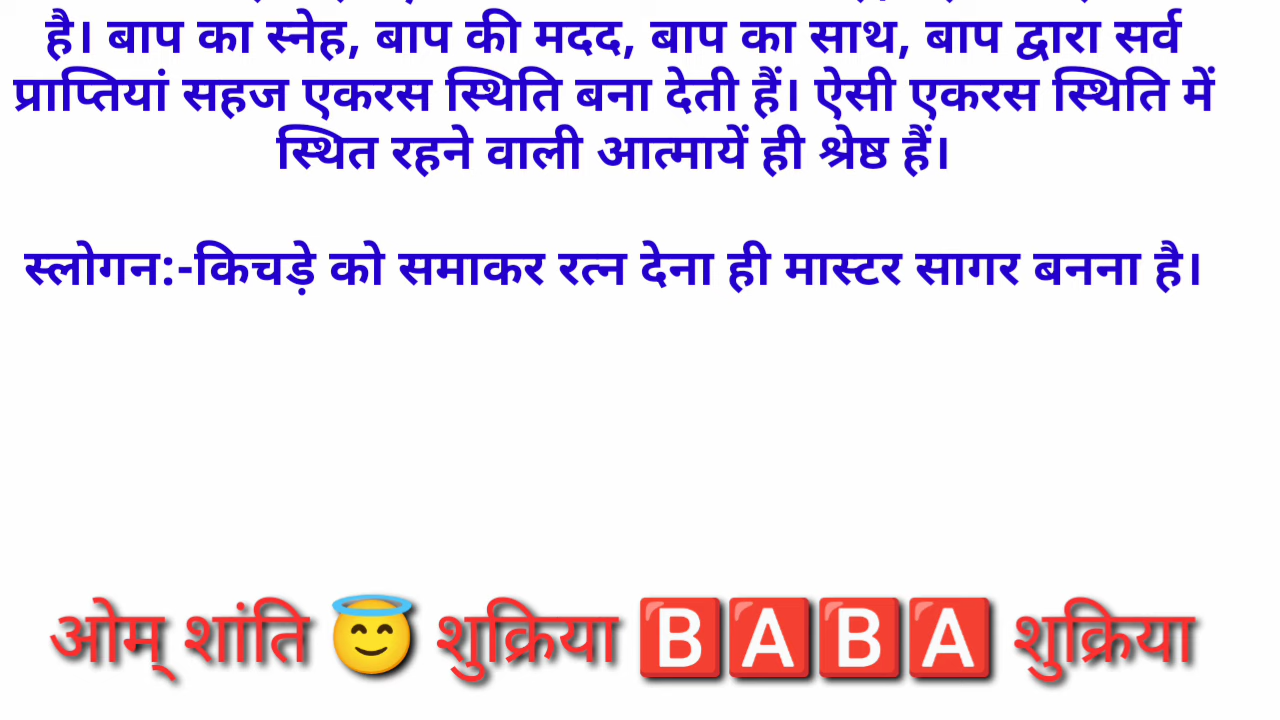 है। बाप का स्नेह, बाप की मदद, बाप का साथ, बाप द्वारा सर्व
प्राप्तियां सहज एकरस स्थिति बना देती हैं। ऐसी एकरस स्थिति में
स्थित रहने वाली आत्मायें ही श्रेष्ठ हैं।
स्लोगन:-किचड़े को समाकर रत्न देना ही मास्टर सागर बनना है।
ओम् शांति 😇 शुक्रिया BABA शुक्रिया